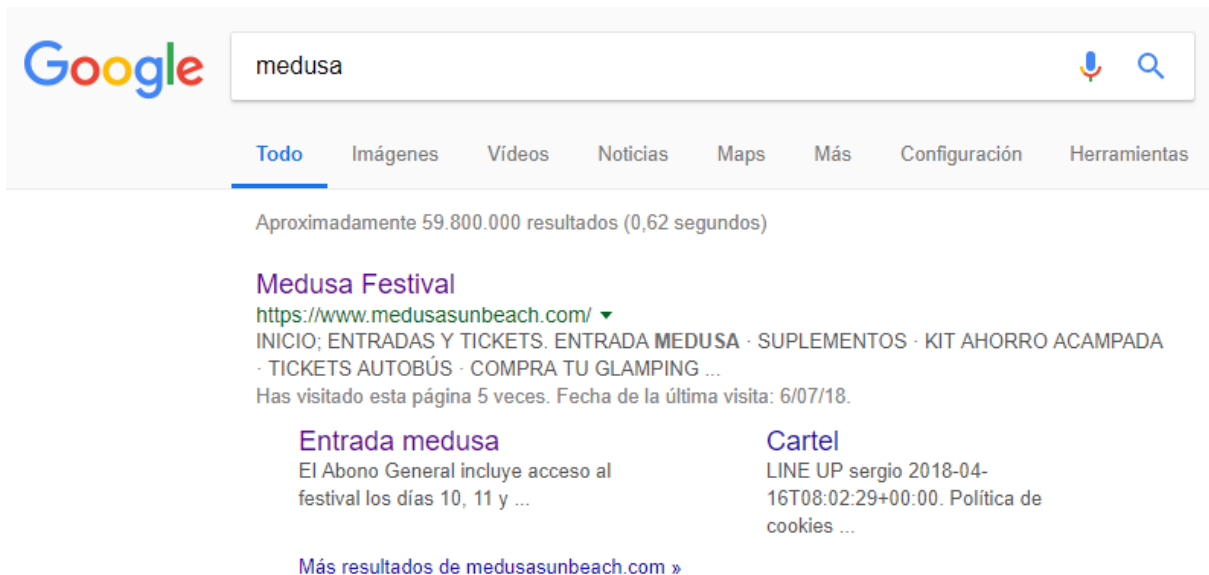 Google
medusa
Todo Imágenes Vídeos Noticias Maps Más Configuración Herramientas
Aproximadamente 59.800.000 resultados (0,62 segundos)
Medusa Festival
https://www.medusasunbeach.com/
INICIO; ENTRADAS Y TICKETS. ENTRADA MEDUSA · SUPLEMENTOS · KIT AHORRO ACAMPADA
· TICKETS AUTOBÚS · COMPRA TU GLAMPING ...
Has visitado esta página 5 veces. Fecha de la última visita: 6/07/18.
Entrada medusa
El Abono General incluye acceso al
festival los días 10, 11 y ...
Cartel
LINE UP sergio 2018-04-
16T08:02:29+00:00. Política de
cookies ...
Más resultados de medusasunbeach.com »